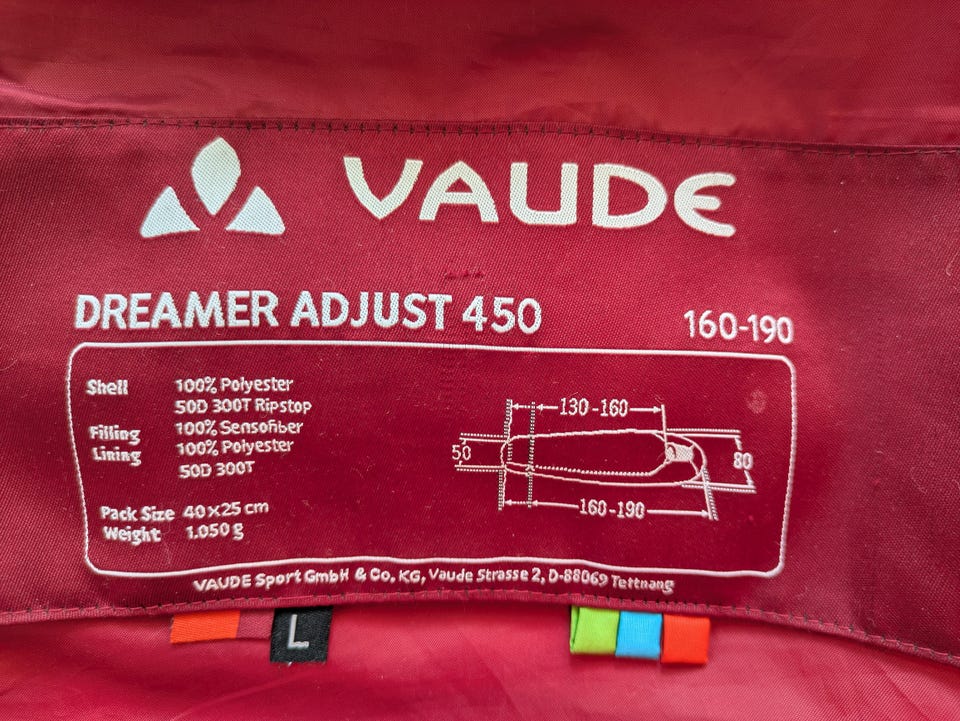 VAUDE
DREAMER ADJUST 450
160-190
Shell 100% Polyester
50D 300T Ripstop
Filling 100% Sensofiber
Lining 100% Polyester
50D 300T
Pack Size 40x25 cm
Weight 1.050 g
130-160
50
80
160-190
VAUDE Sport GmbH & Co. KG, Vaude Strasse 2, D-88069 Tettnang
L